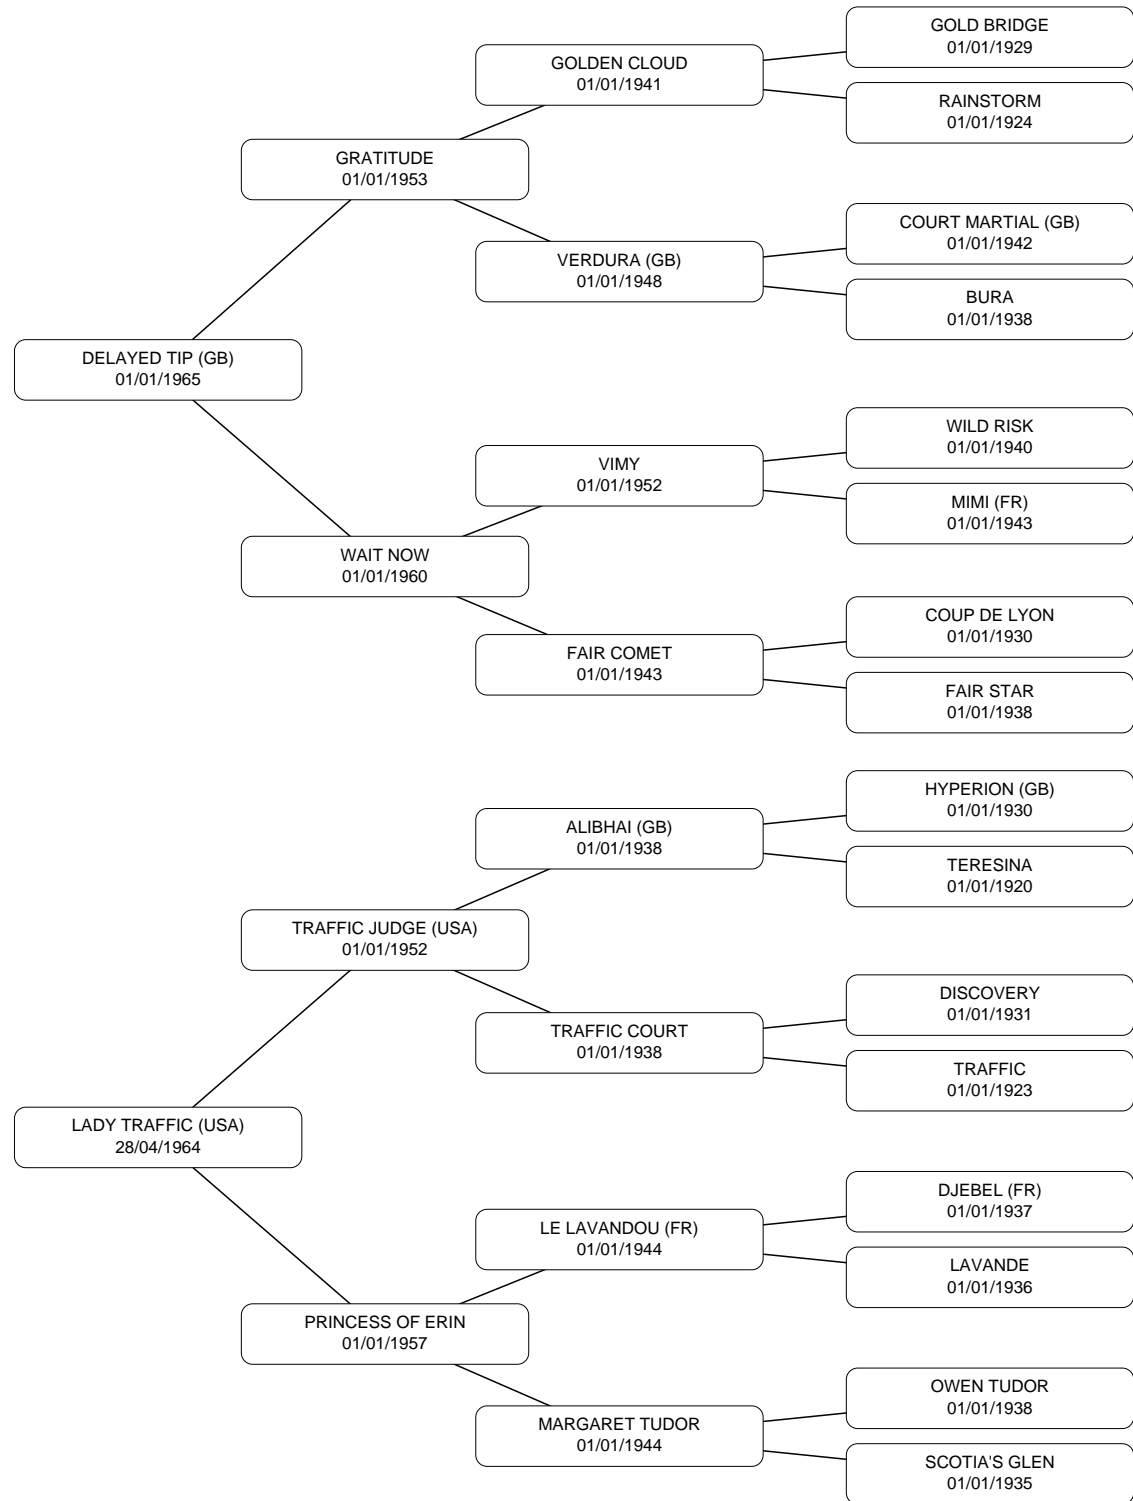 GOLD BRIDGE
01/01/1929
GOLDEN CLOUD
01/01/1941
RAINSTORM
01/01/1924
GRATITUDE
01/01/1953
COURT MARTIAL (GB)
01/01/1942
VERDURA (GB)
01/01/1948
BURA
01/01/1938
DELAYED TIP (GB)
01/01/1965
WILD RISK
01/01/1940
VIMY
01/01/1952
MIMI (FR)
01/01/1943
WAIT NOW
01/01/1960
COUP DE LYON
01/01/1930
FAIR COMET
01/01/1943
FAIR STAR
01/01/1938
HYPERION (GB)
01/01/1930
ALIBHAI (GB)
01/01/1938
TERESINA
01/01/1920
TRAFFIC JUDGE (USA)
01/01/1952
DISCOVERY
01/01/1931
TRAFFIC COURT
01/01/1938
TRAFFIC
01/01/1923
LADY TRAFFIC (USA)
28/04/1964
DJEBEL (FR)
01/01/1937
LE LAVANDOU (FR)
01/01/1944
LAVANDE
01/01/1936
PRINCESS OF ERIN
01/01/1957
OWEN TUDOR
01/01/1938
MARGARET TUDOR
01/01/1944
SCOTIA'S GLEN
01/01/1935